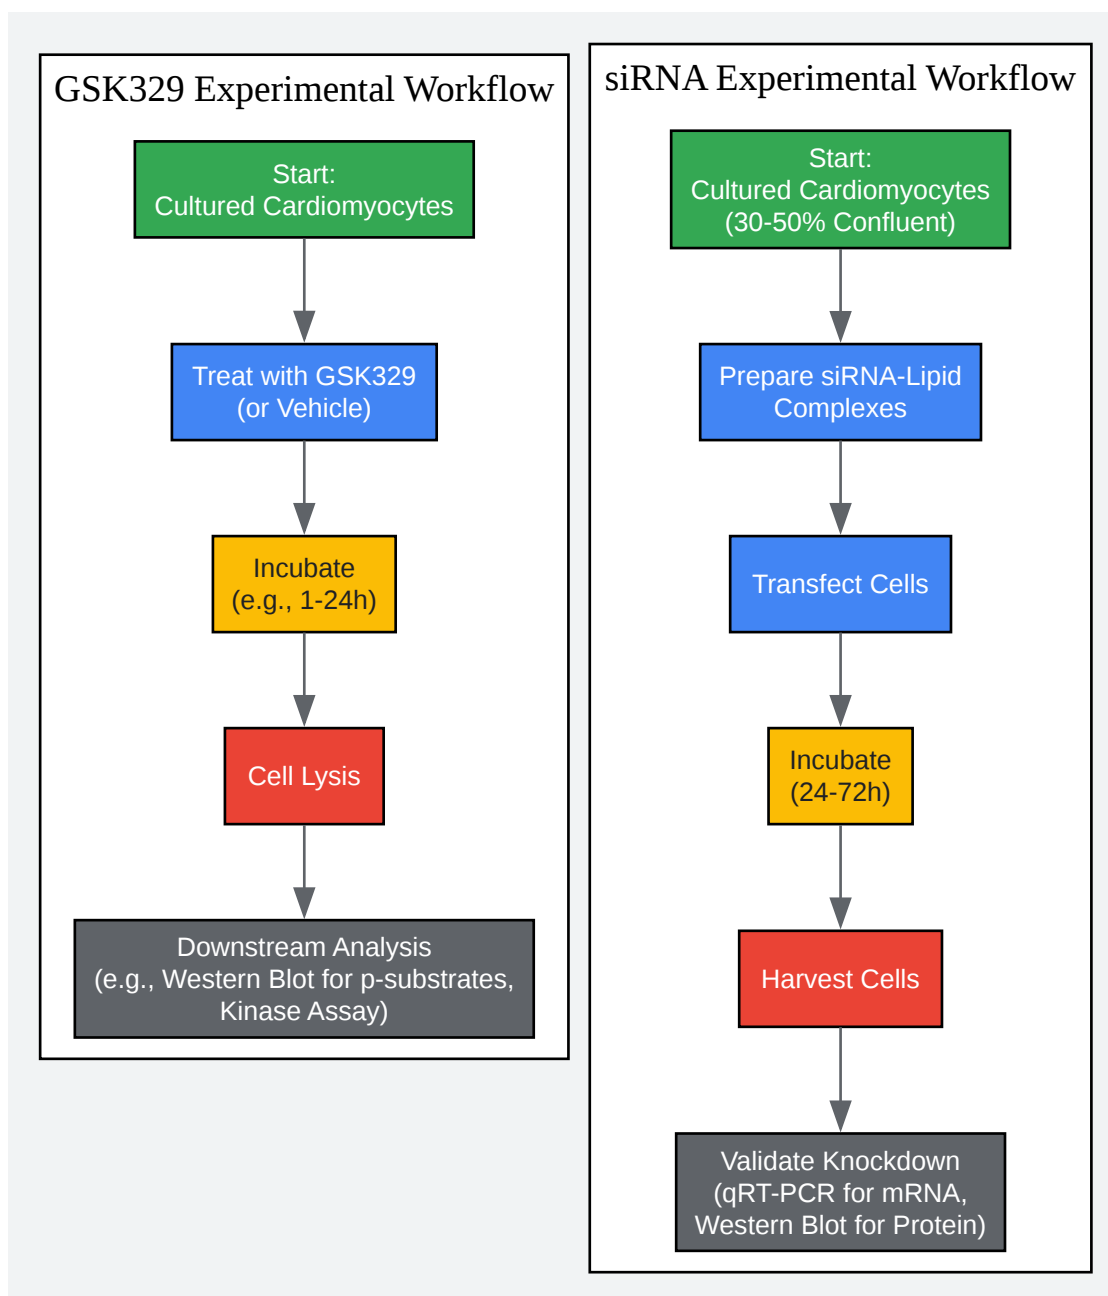 GSK329 Experimental Workflow
Start:
Cultured Cardiomyocytes
Treat with GSK329
(or Vehicle)
Incubate
(e.g., 1-24h)
Cell Lysis
Downstream Analysis
(e.g., Western Blot for p-substrates,
Kinase Assay)
siRNA Experimental Workflow
Start:
Cultured Cardiomyocytes
(30-50% Confluent)
Prepare siRNA-Lipid
Complexes
Transfect Cells
Incubate
(24-72h)
Harvest Cells
Validate Knockdown
(qRT-PCR for mRNA,
Western Blot for Protein)